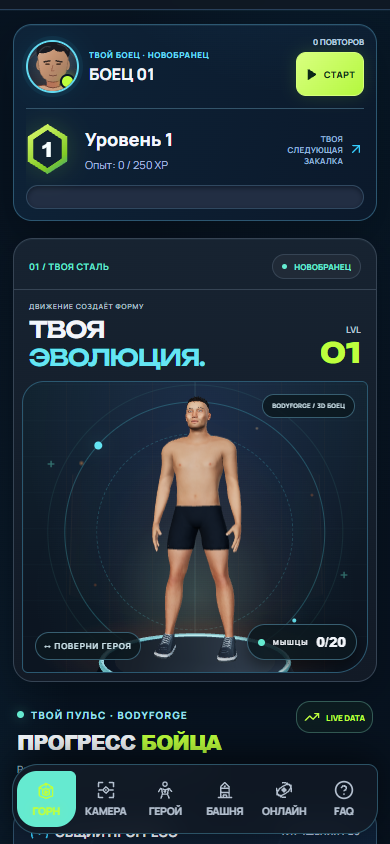 0 ПОВТОРОВ
ТВОЙ БОЕЦ · НОВОБРАНЕЦ
БОЕЦ 01
СТАРТ
1
Уровень 1
Опыт: 0 / 250 XP
ТВОЯ
СЛЕДУЮЩАЯ
ЗАКАЛКА
01 / ТВОЯ СТАЛЬ
НОВОБРАНЕЦ
ДВИЖЕНИЕ СОЗДАЁТ ФОРМУ
ТВОЯ
ЭВОЛЮЦИЯ.
LVL
01
BODYFORGE / 3D БОЕЦ
↔ ПОВЕРНИ ГЕРОЯ
МЫШЦЫ 0/20
ТВОЙ ПУЛЬС · BODYFORGE
LIVE DATA
ПРОГРЕСС БОЙЦА
ГОРН
КАМЕРА
ГЕРОЙ
БАШНЯ
ОНЛАЙН
FAQ